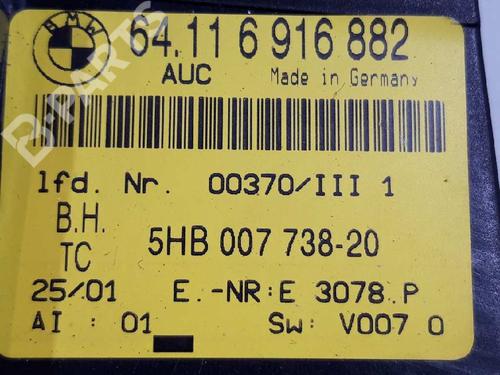 BMW
64.11 6 916 882
AUC Made in Germany
lfd. Nr. 00370/III 1
B.H.
TC 5HB 007 738-20
25/01 E.-NR:E 3078 P
AI : 01 Sw: V007 0
B-PARTS